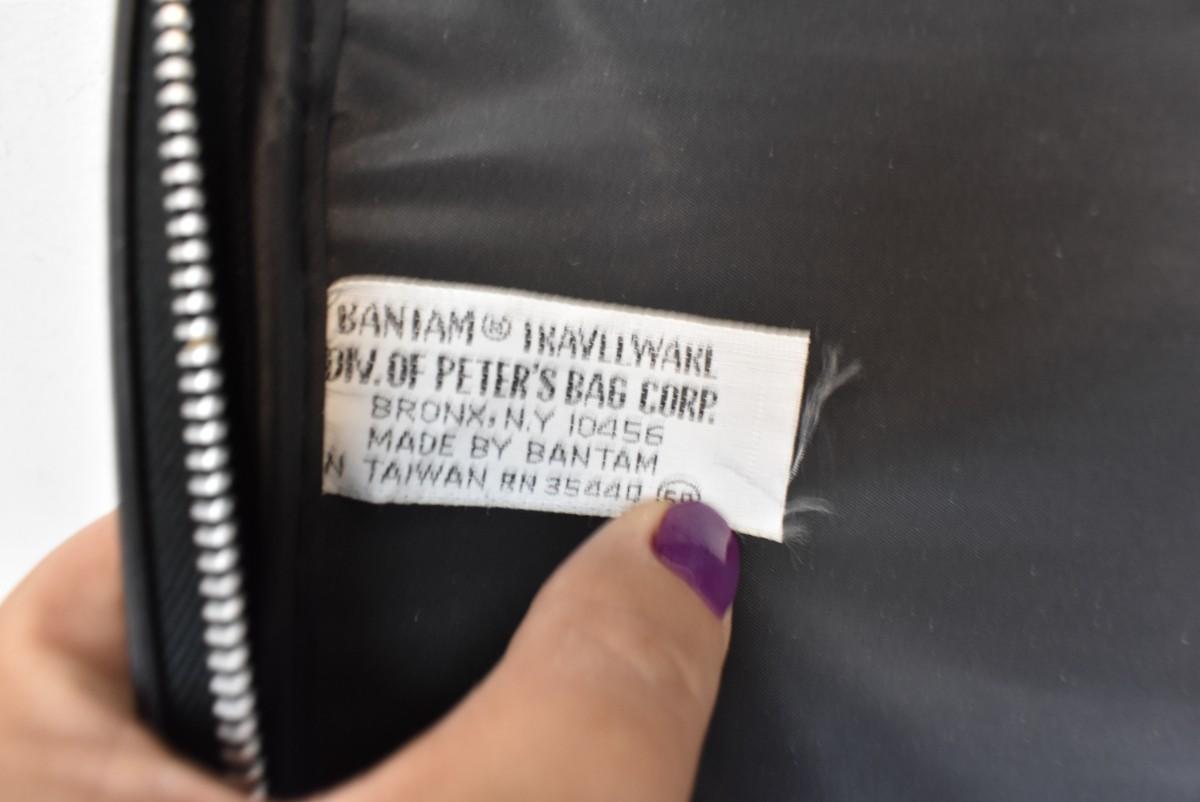 BANTAM® TRAVELWARE
DIV. OF PETER'S BAG CORP.
BRONX, N.Y 10456
MADE BY BANTAM
N TAIWAN RN 35440